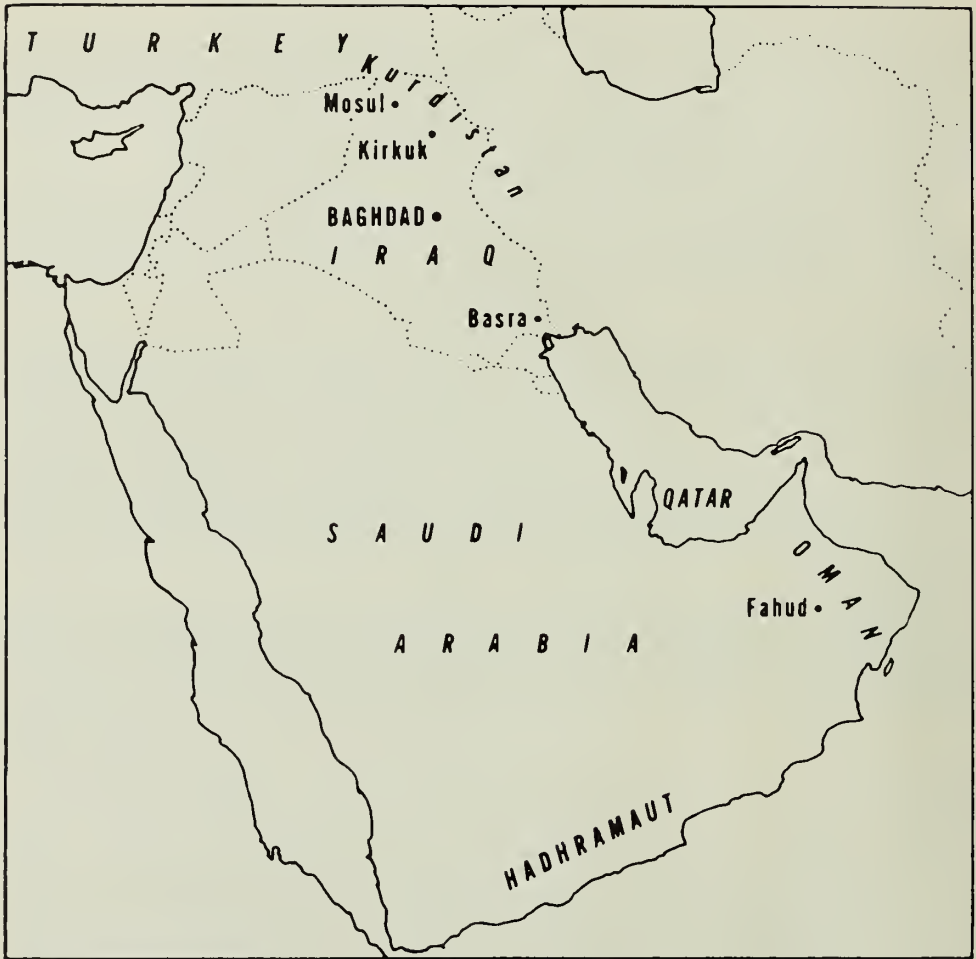 TURKEY
Kurdistan
Mosul
Kirkuk
BAGHDAD
IRAQ
Basra
QATAR
SAUDI
OMAN
Fahud
ARABIA
HADHRAMAUT